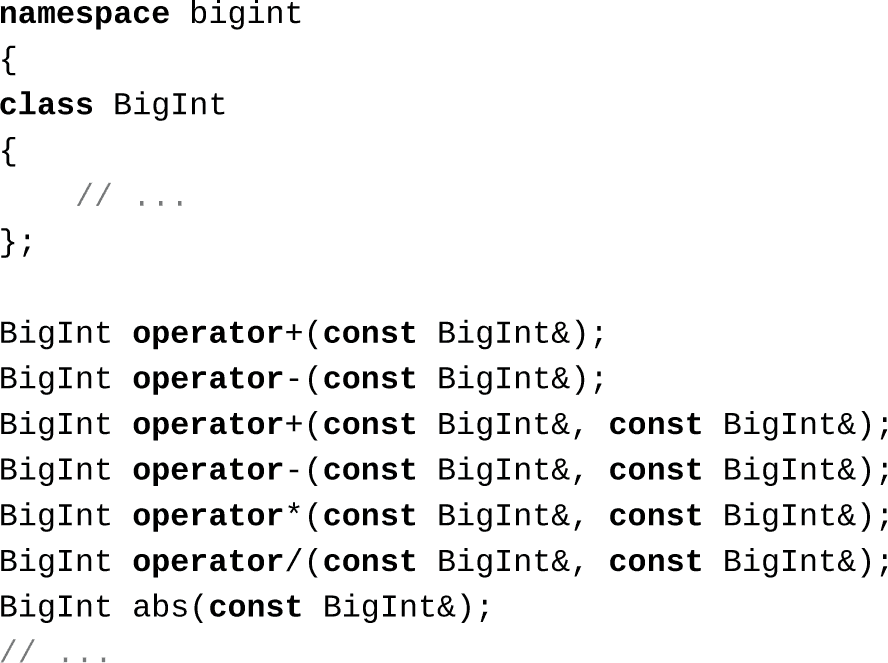 namespace bigint
{
class BigInt
{
    // ...
};

BigInt operator+(const BigInt&);
BigInt operator-(const BigInt&);
BigInt operator+(const BigInt&, const BigInt&);
BigInt operator-(const BigInt&, const BigInt&);
BigInt operator*(const BigInt&, const BigInt&);
BigInt operator/(const BigInt&, const BigInt&);
BigInt abs(const BigInt&);
// ...